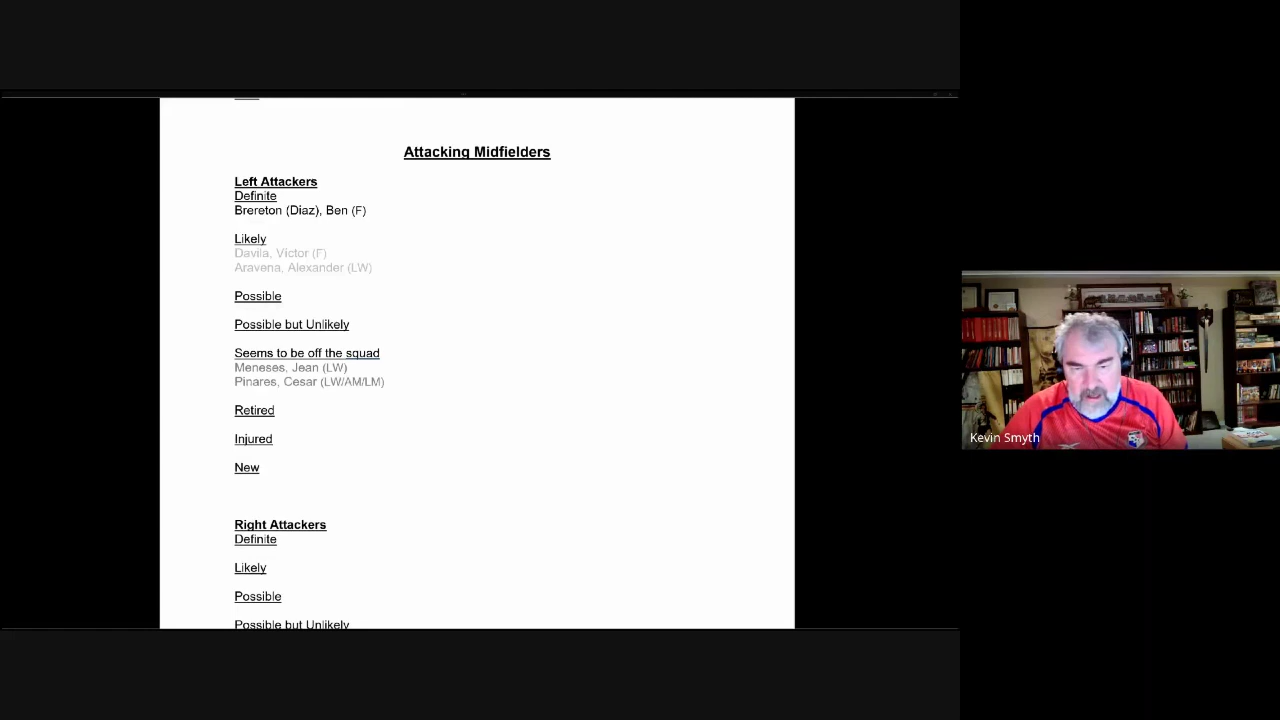 Attacking Midfielders
Left Attackers
Definite
Brereton (Diaz), Ben (F)
Likely
Davila, Victor (F)
Aravena, Alexander (LW)
Possible
Possible but Unlikely
Seems to be off the squad
Meneses, Jean (LW)
Pinares, Cesar (LW/AM/LM)
Retired
Injured
New
Right Attackers
Definite
Likely
Possible
Possible but Unlikely
Kevin Smyth